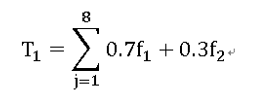 T₁ = ∑_{j=1}^{8} 0.7f₁ + 0.3f₂ ↵